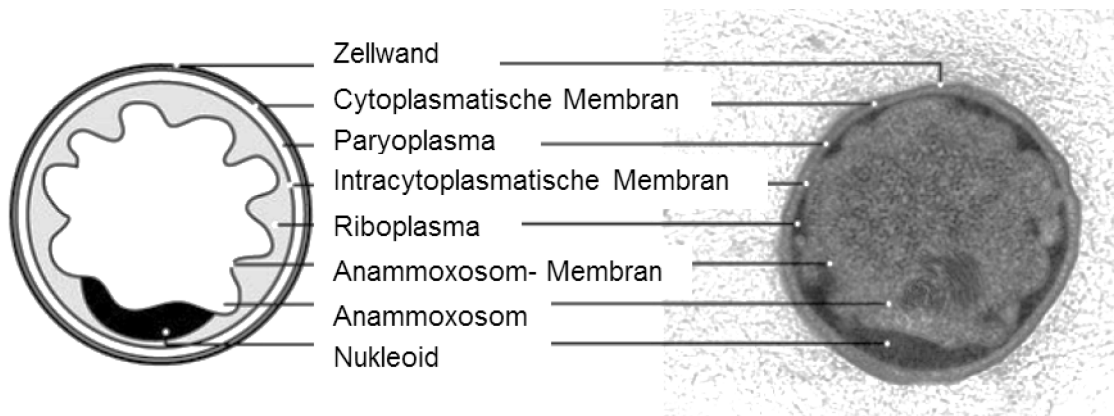 Zellwand
Cytoplasmatische Membran
Paryoplasma
Intracytoplasmatische Membran
Riboplasma
Anammoxosom- Membran
Anammoxosom
Nukleoid